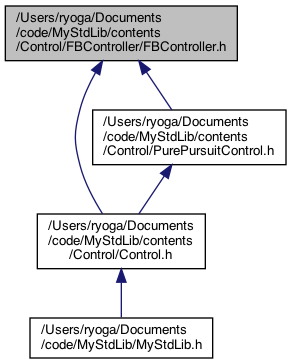 /Users/ryoga/Documents
/code/MyStdLib/contents
/Control/FBController/FBController.h
/Users/ryoga/Documents
/code/MyStdLib/contents
/Control/PurePursuitControl.h
/Users/ryoga/Documents
/code/MyStdLib/contents
/Control/Control.h
/Users/ryoga/Documents
/code/MyStdLib/MyStdLib.h